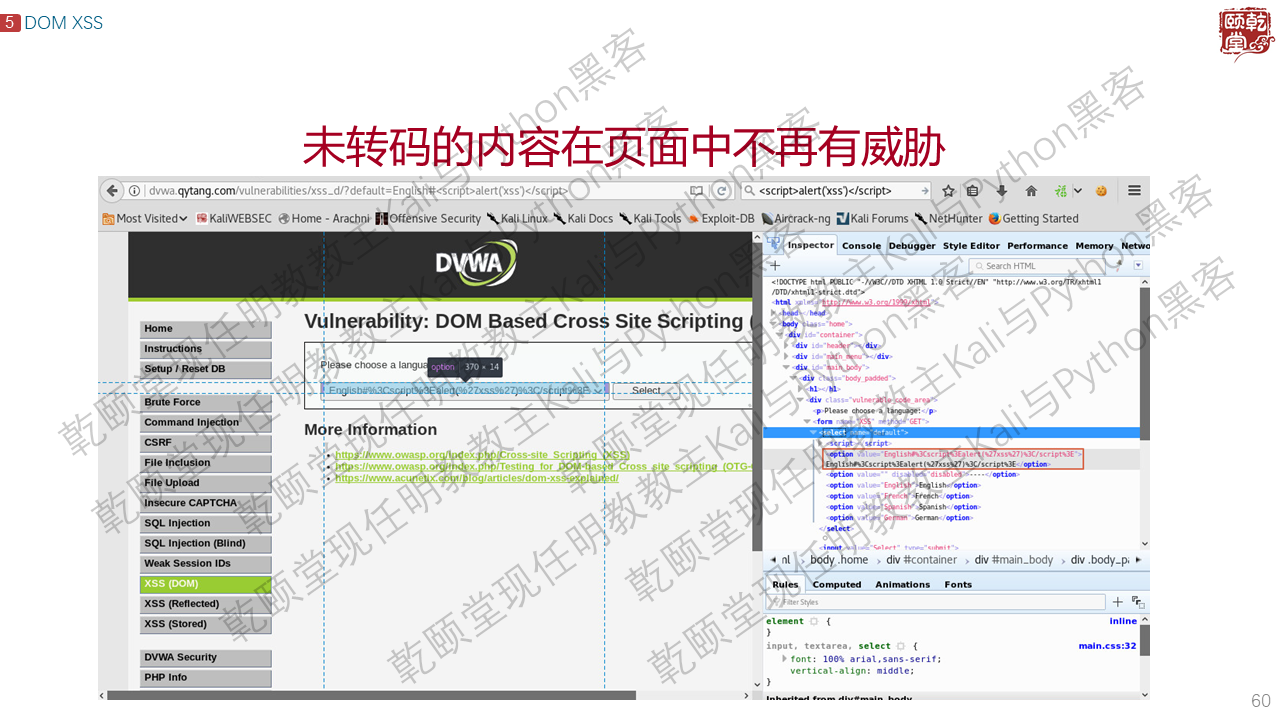 5 DOM XSS
颐乾堂
未转码的内容在页面中不再有威胁
dvwa.qytang.com/vulnerabilities/xss_d/?default=English#<script>alert('xss')</script>
<script>alert('xss')</script>
Most Visited KaliWEBSEC Home - Arachni Offensive Security Kali Linux Kali Docs Kali Tools Exploit-DB Aircrack-ng Kali Forums NetHunter Getting Started
DVWA
Home
Instructions
Setup / Reset DB
Brute Force
Command Injection
CSRF
File Inclusion
File Upload
Insecure CAPTCHA
SQL Injection
SQL Injection (Blind)
Weak Session IDs
XSS (DOM)
XSS (Reflected)
XSS (Stored)
DVWA Security
PHP Info
Vulnerability: DOM Based Cross Site Scripting (
Please choose a langua
option 370 × 14
Select
More Information
https://www.owasp.org/index.php/Cross-site_Scripting_(XSS)
https://www.owasp.org/index.php/Testing_for_DOM-based_Cross_site_scripting_(OTG-
https://www.acunetix.com/blog/articles/dom-xss-explained/
Inspector Console Debugger Style Editor Performance Memory Netwo
Search HTML
<!DOCTYPE html PUBLIC "-//W3C//DTD XHTML 1.0 Strict//EN" "http://www.w3.org/TR/xhtml1
/DTD/xhtml1-strict.dtd">
<html xmlns="http://www.w3.org/1999/xhtml">
<head></head>
<body class="home">
<div id="container">
<div id="header"></div>
<div id="main_menu"></div>
<div id="main_body">
<div class="body_padded">
<h1></h1>
<div class="vulnerable_code_area">
<p>Please choose a language:</p>
<form name="XSS" method="GET">
<select name="default">
<script></script>
<option value="English#%3Cscript%3Ealert(%27xss%27)%3C/script%3E">
English#%3Cscript%3Ealert(%27xss%27)%3C/script%3E</option>
<option value="" disabled="disabled">----</option>
<option value="English">English</option>
<option value="French">French</option>
<option value="Spanish">Spanish</option>
<option value="German">German</option>
</select>
<input value="Select" type="submit">
nl body .home div #container div #main_body div .body_pa
Rules Computed Animations Fonts
Filter Styles
element { inline
}
input, textarea, select { main.css:32
font: 100% arial,sans-serif;
vertical-align: middle;
}
Inherited from div#main_body
乾颐堂现任明教教主Kali与Python黑客
60